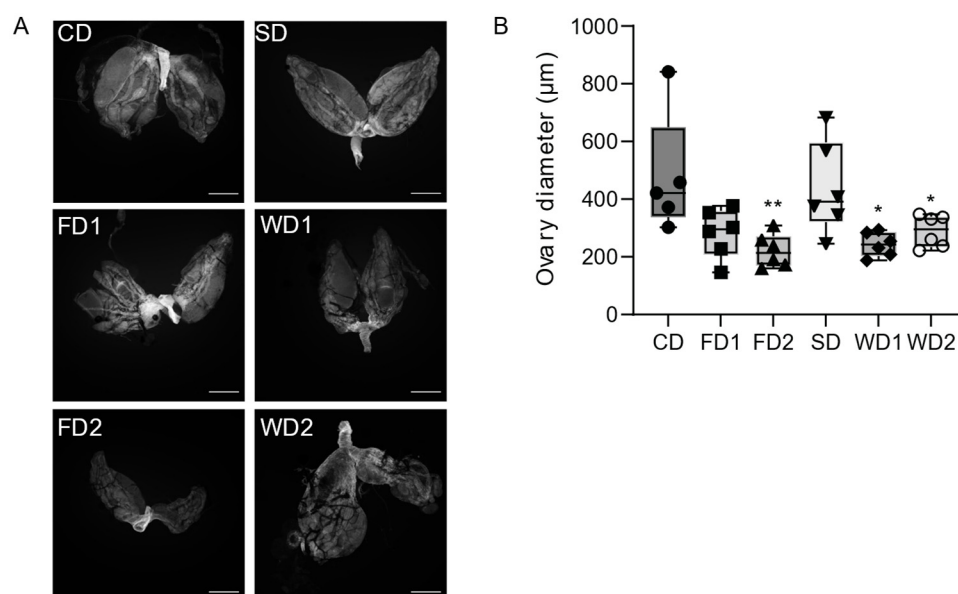 A
CD
SD
FD1
WD1
FD2
WD2
B
Ovary diameter (µm)
1000
800
600
400
200
0
**
*
*
CD FD1 FD2 SD WD1 WD2